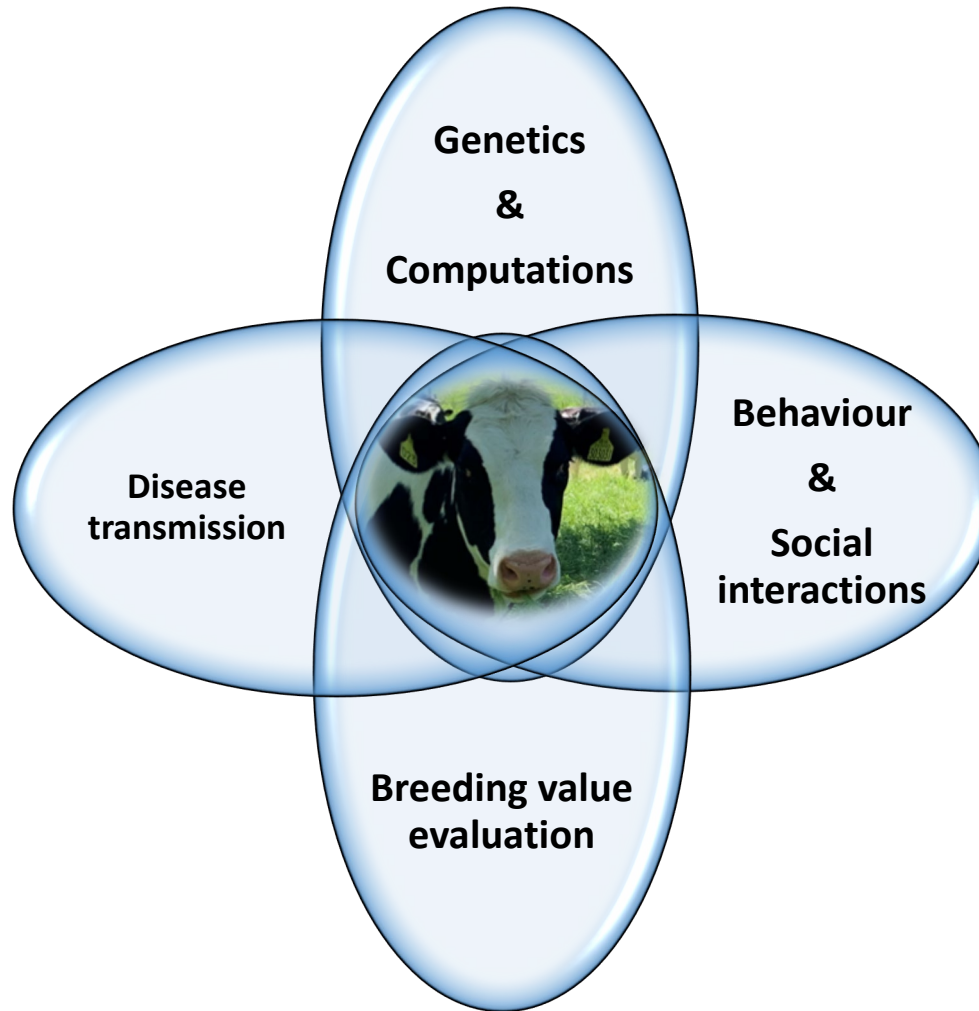 Genetics
&
Computations
Disease
transmission
Behaviour
&
Social
interactions
Breeding value
evaluation